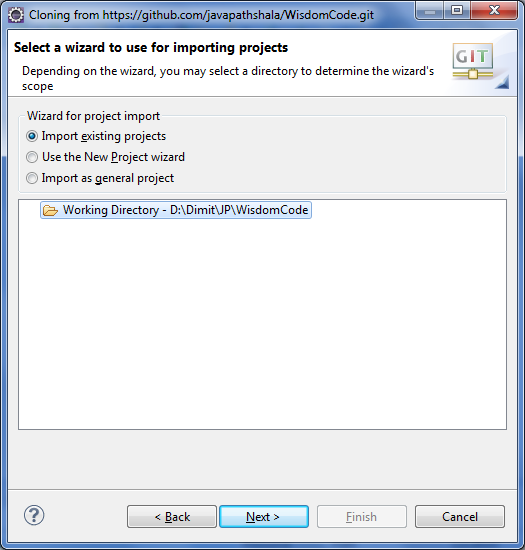 Cloning from https://github.com/javapathshala/WisdomCode.git
Select a wizard to use for importing projects
Depending on the wizard, you may select a directory to determine the wizard's
scope
GIT
Wizard for project import
Import existing projects
Use the New Project wizard
Import as general project
Working Directory - D:\Dimit\JP\WisdomCode
?
< Back
Next >
Finish
Cancel